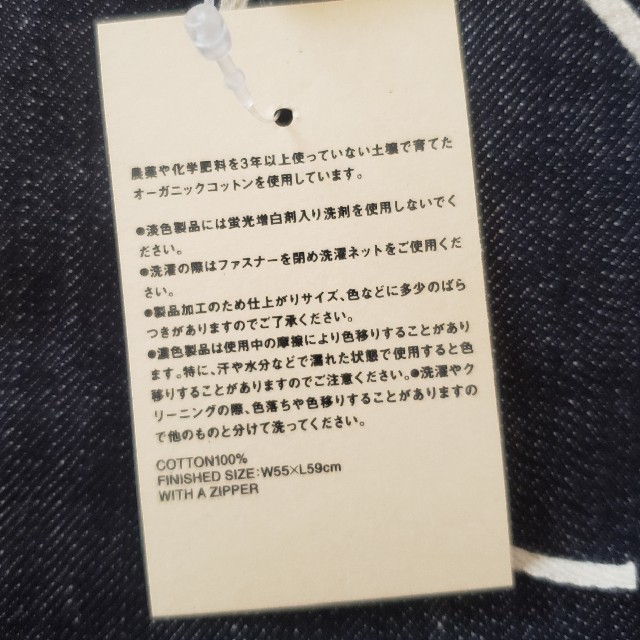 農薬や化学肥料を3年以上使っていない土壌で育てた
オーガニックコットンを使用しています。
●淡色製品には蛍光増白剤入り洗剤を使用しないでく
ださい。
●洗濯の際はファスナーを閉め洗濯ネットをご使用くだ
さい。
●製品加工のため仕上がりサイズ、色などに多少のばら
つきがありますのでご了承ください。
●濃色製品は使用中の摩擦により色移りすることがあり
ます。特に、汗や水分などで濡れた状態で使用すると色
移りすることがありますのでご注意ください。●洗濯やク
リーニングの際、色落ちや色移りすることがありますの
で他のものと分けて洗ってください。
COTTON100%
FINISHED SIZE:W55×L59cm
WITH A ZIPPER